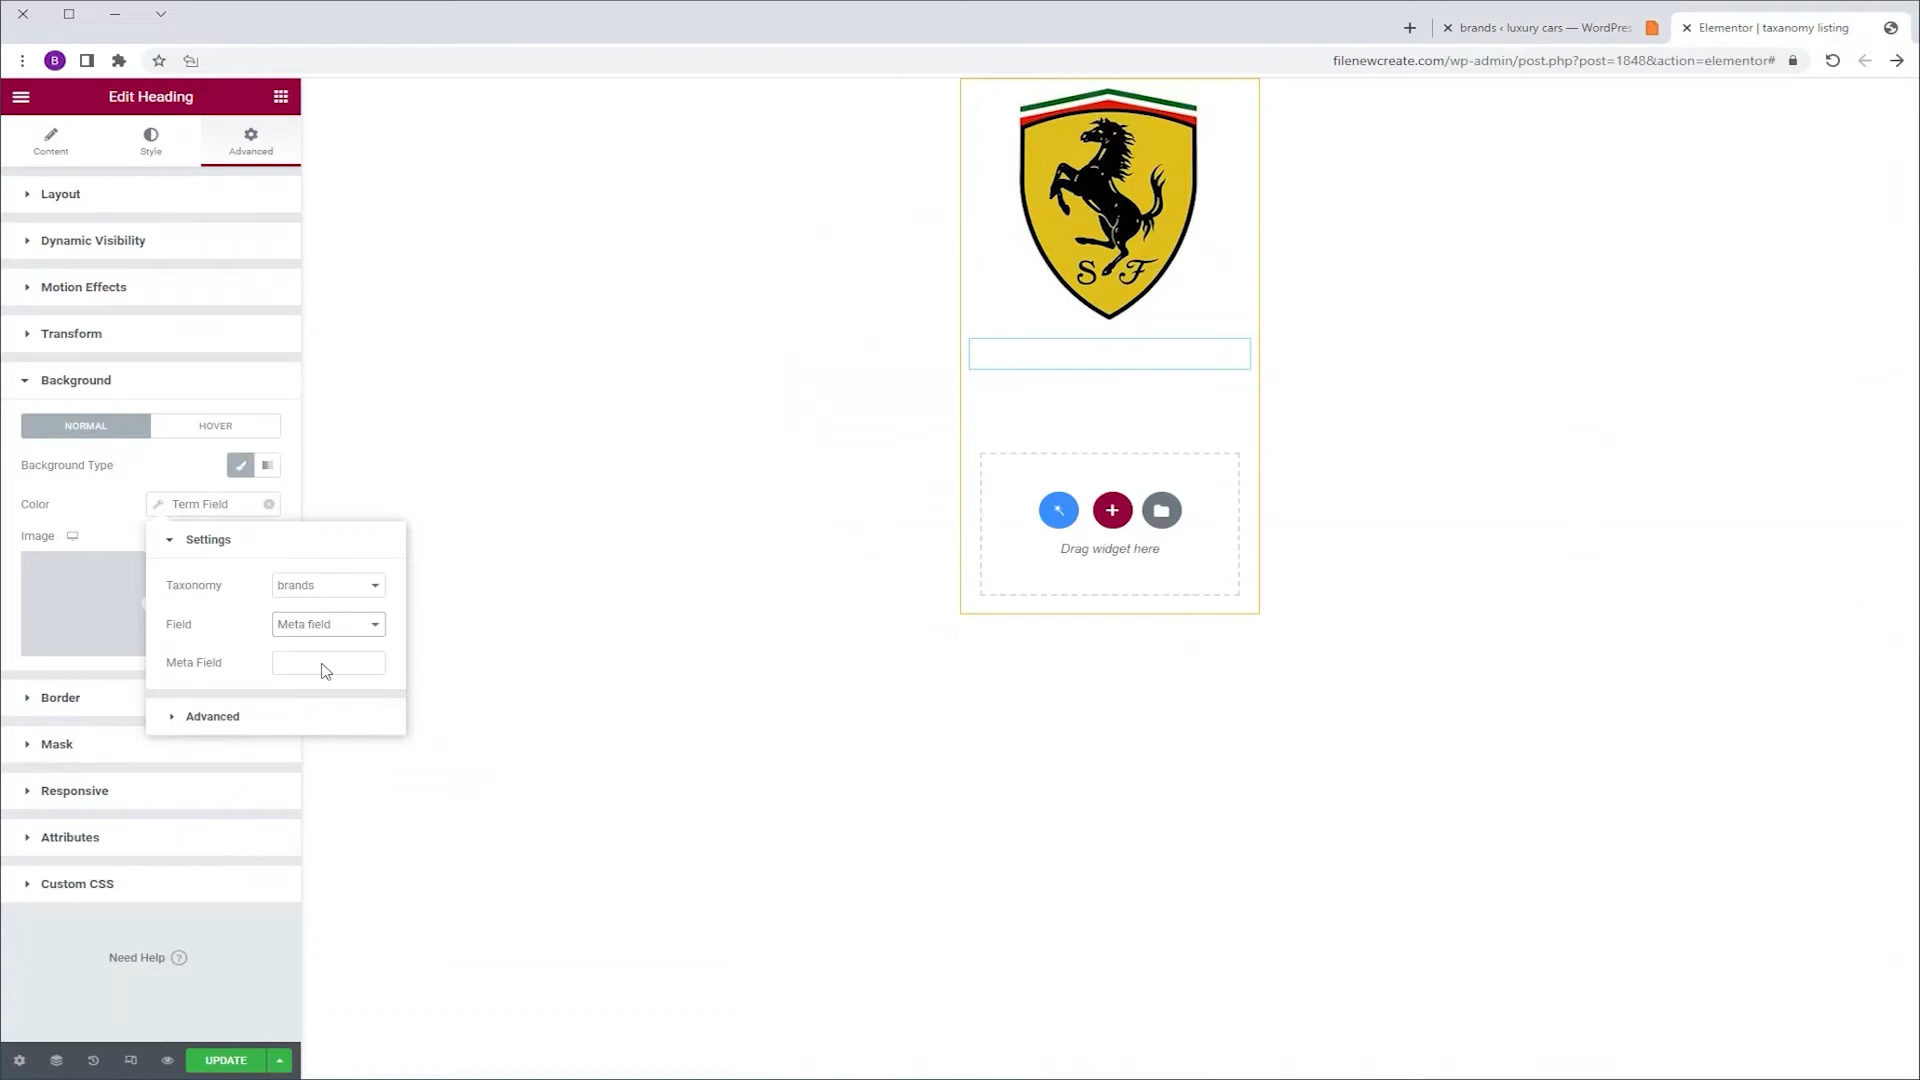 brands ‹ luxury cars — WordPres
Elementor | taxanomy listing
B
filenewcreate.com/wp-admin/post.php?post=1848&action=elementor#
Edit Heading
Content
Style
Advanced
Layout
Dynamic Visibility
Motion Effects
Transform
Background
NORMAL
HOVER
Background Type
Color
Term Field
Image
Settings
Taxonomy
brands
Field
Meta field
Meta Field
Advanced
Border
Mask
Responsive
Attributes
Custom CSS
Need Help ?
UPDATE
S F
Drag widget here